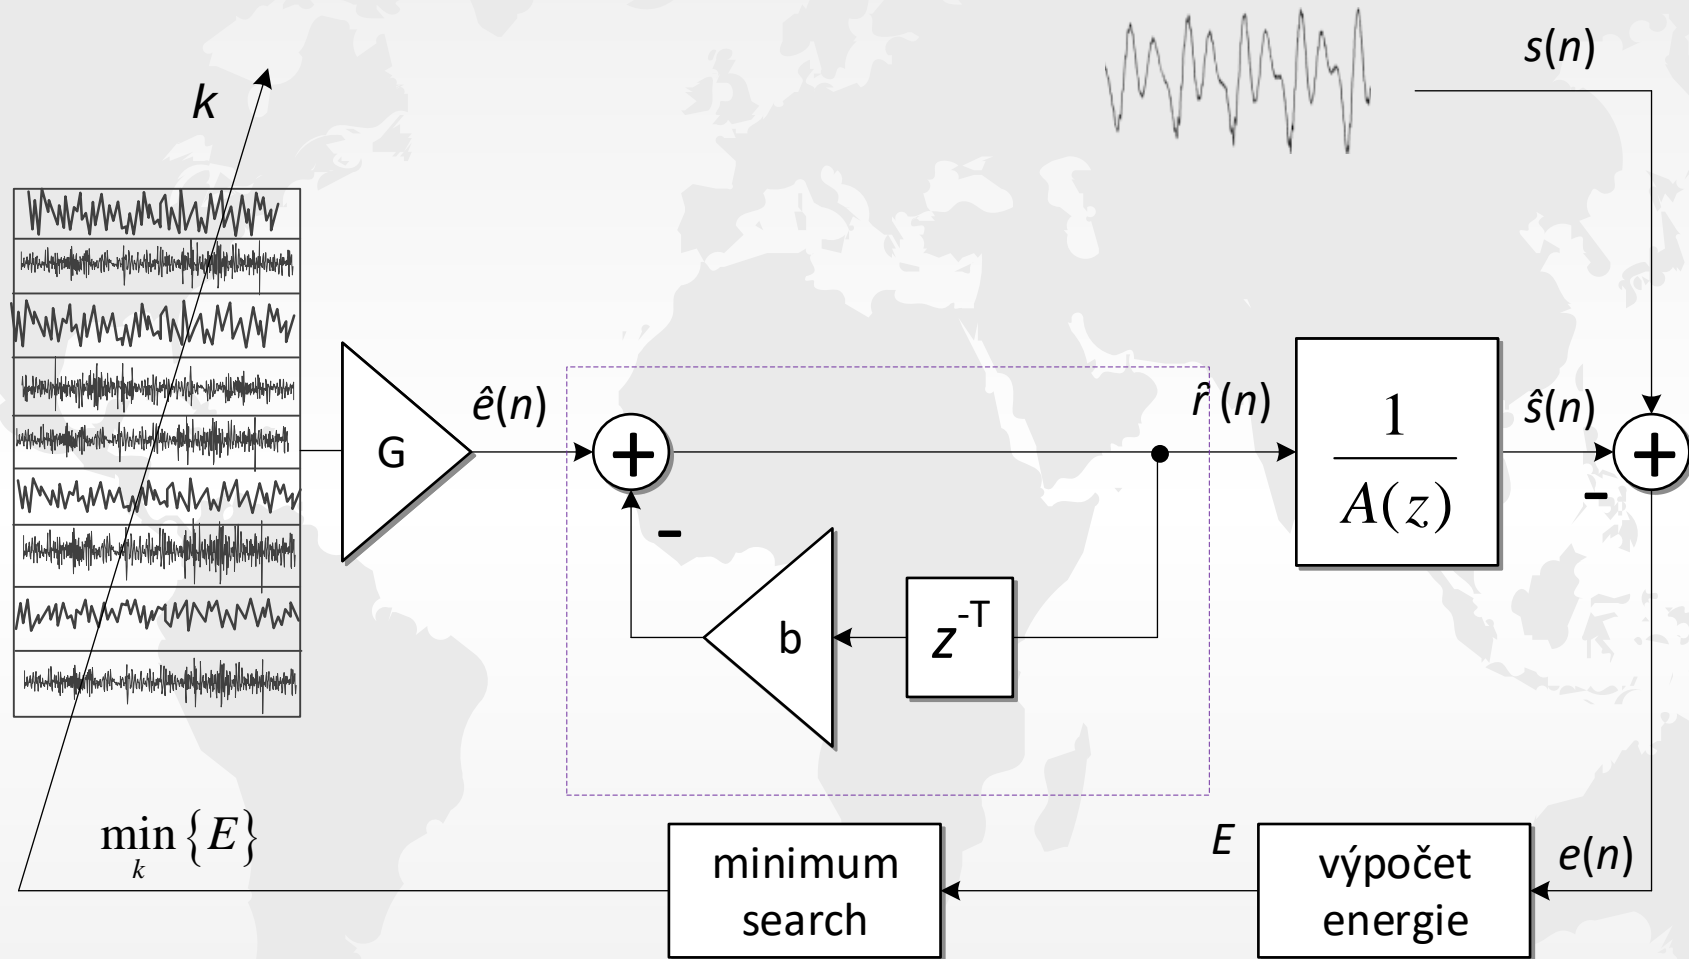 s(n)
k
ê(n)
r̂ (n)
ŝ(n)
G
+
1
A(z)
+
-
-
b
z^-T
min {E}
k
minimum
search
E
výpočet
energie
e(n)